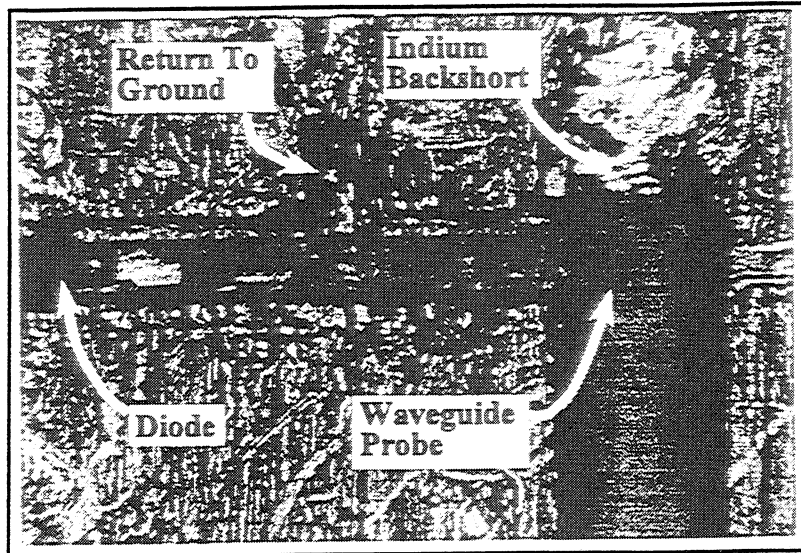 Return To
Ground
Indium
Backshort
Diode
Waveguide
Probe